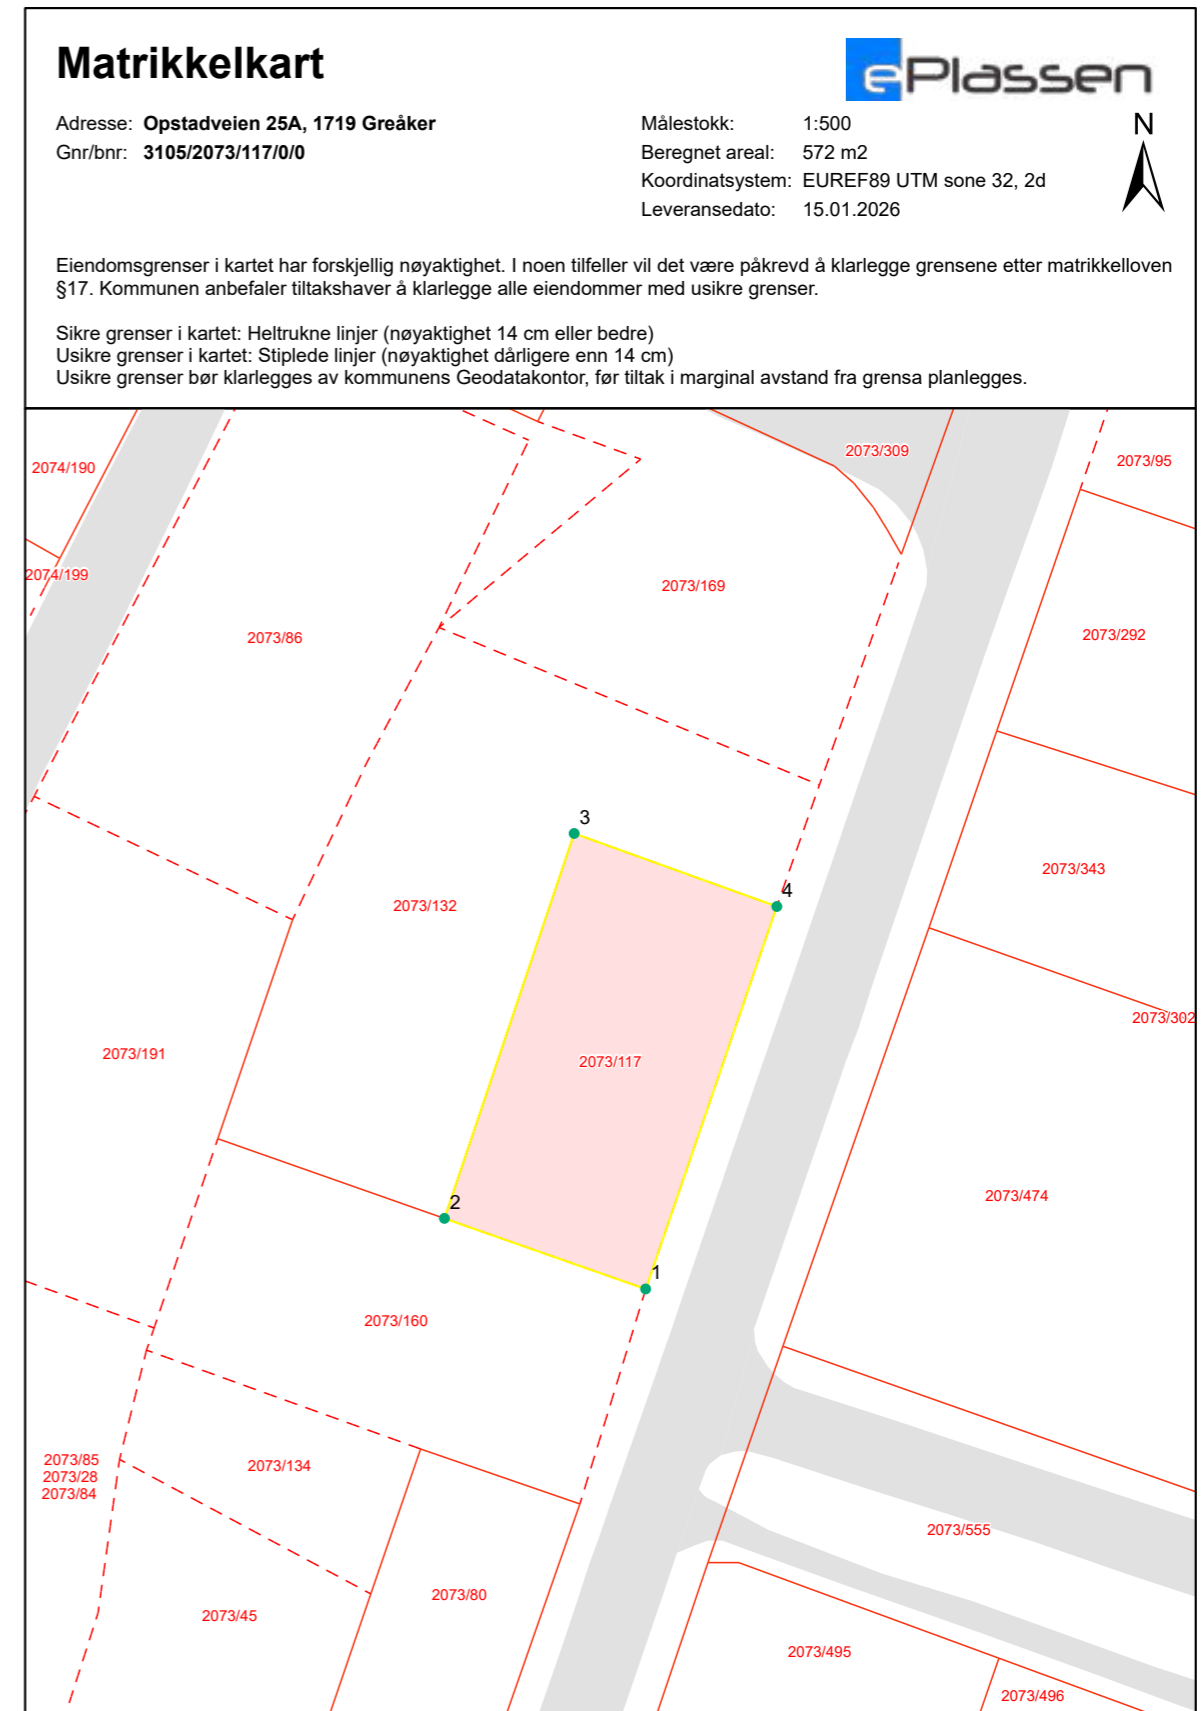 Matrikkelkart
ePlassen
Adresse: Opstadveien 25A, 1719 Greåker
Gnr/bnr: 3105/2073/117/0/0
Målestokk: 1:500
Beregnet areal: 572 m2
Koordinatsystem: EUREF89 UTM sone 32, 2d
Leveransedato: 15.01.2026
N
Eiendomsgrenser i kartet har forskjellig nøyaktighet. I noen tilfeller vil det være påkrevd å klarlegge grensene etter matrikkelloven
§17. Kommunen anbefaler tiltakshaver å klarlegge alle eiendommer med usikre grenser.
Sikre grenser i kartet: Heltrukne linjer (nøyaktighet 14 cm eller bedre)
Usikre grenser i kartet: Stiplede linjer (nøyaktighet dårligere enn 14 cm)
Usikre grenser bør klarlegges av kommunens Geodatakontor, før tiltak i marginal avstand fra grensa planlegges.
2073/309
2073/95
2074/190
2074/199
2073/169
2073/86
2073/292
3
2073/343
4
2073/132
2073/302
2073/191
2073/117
2073/474
2
1
2073/160
2073/85
2073/28
2073/84
2073/134
2073/555
2073/80
2073/45
2073/495
2073/496